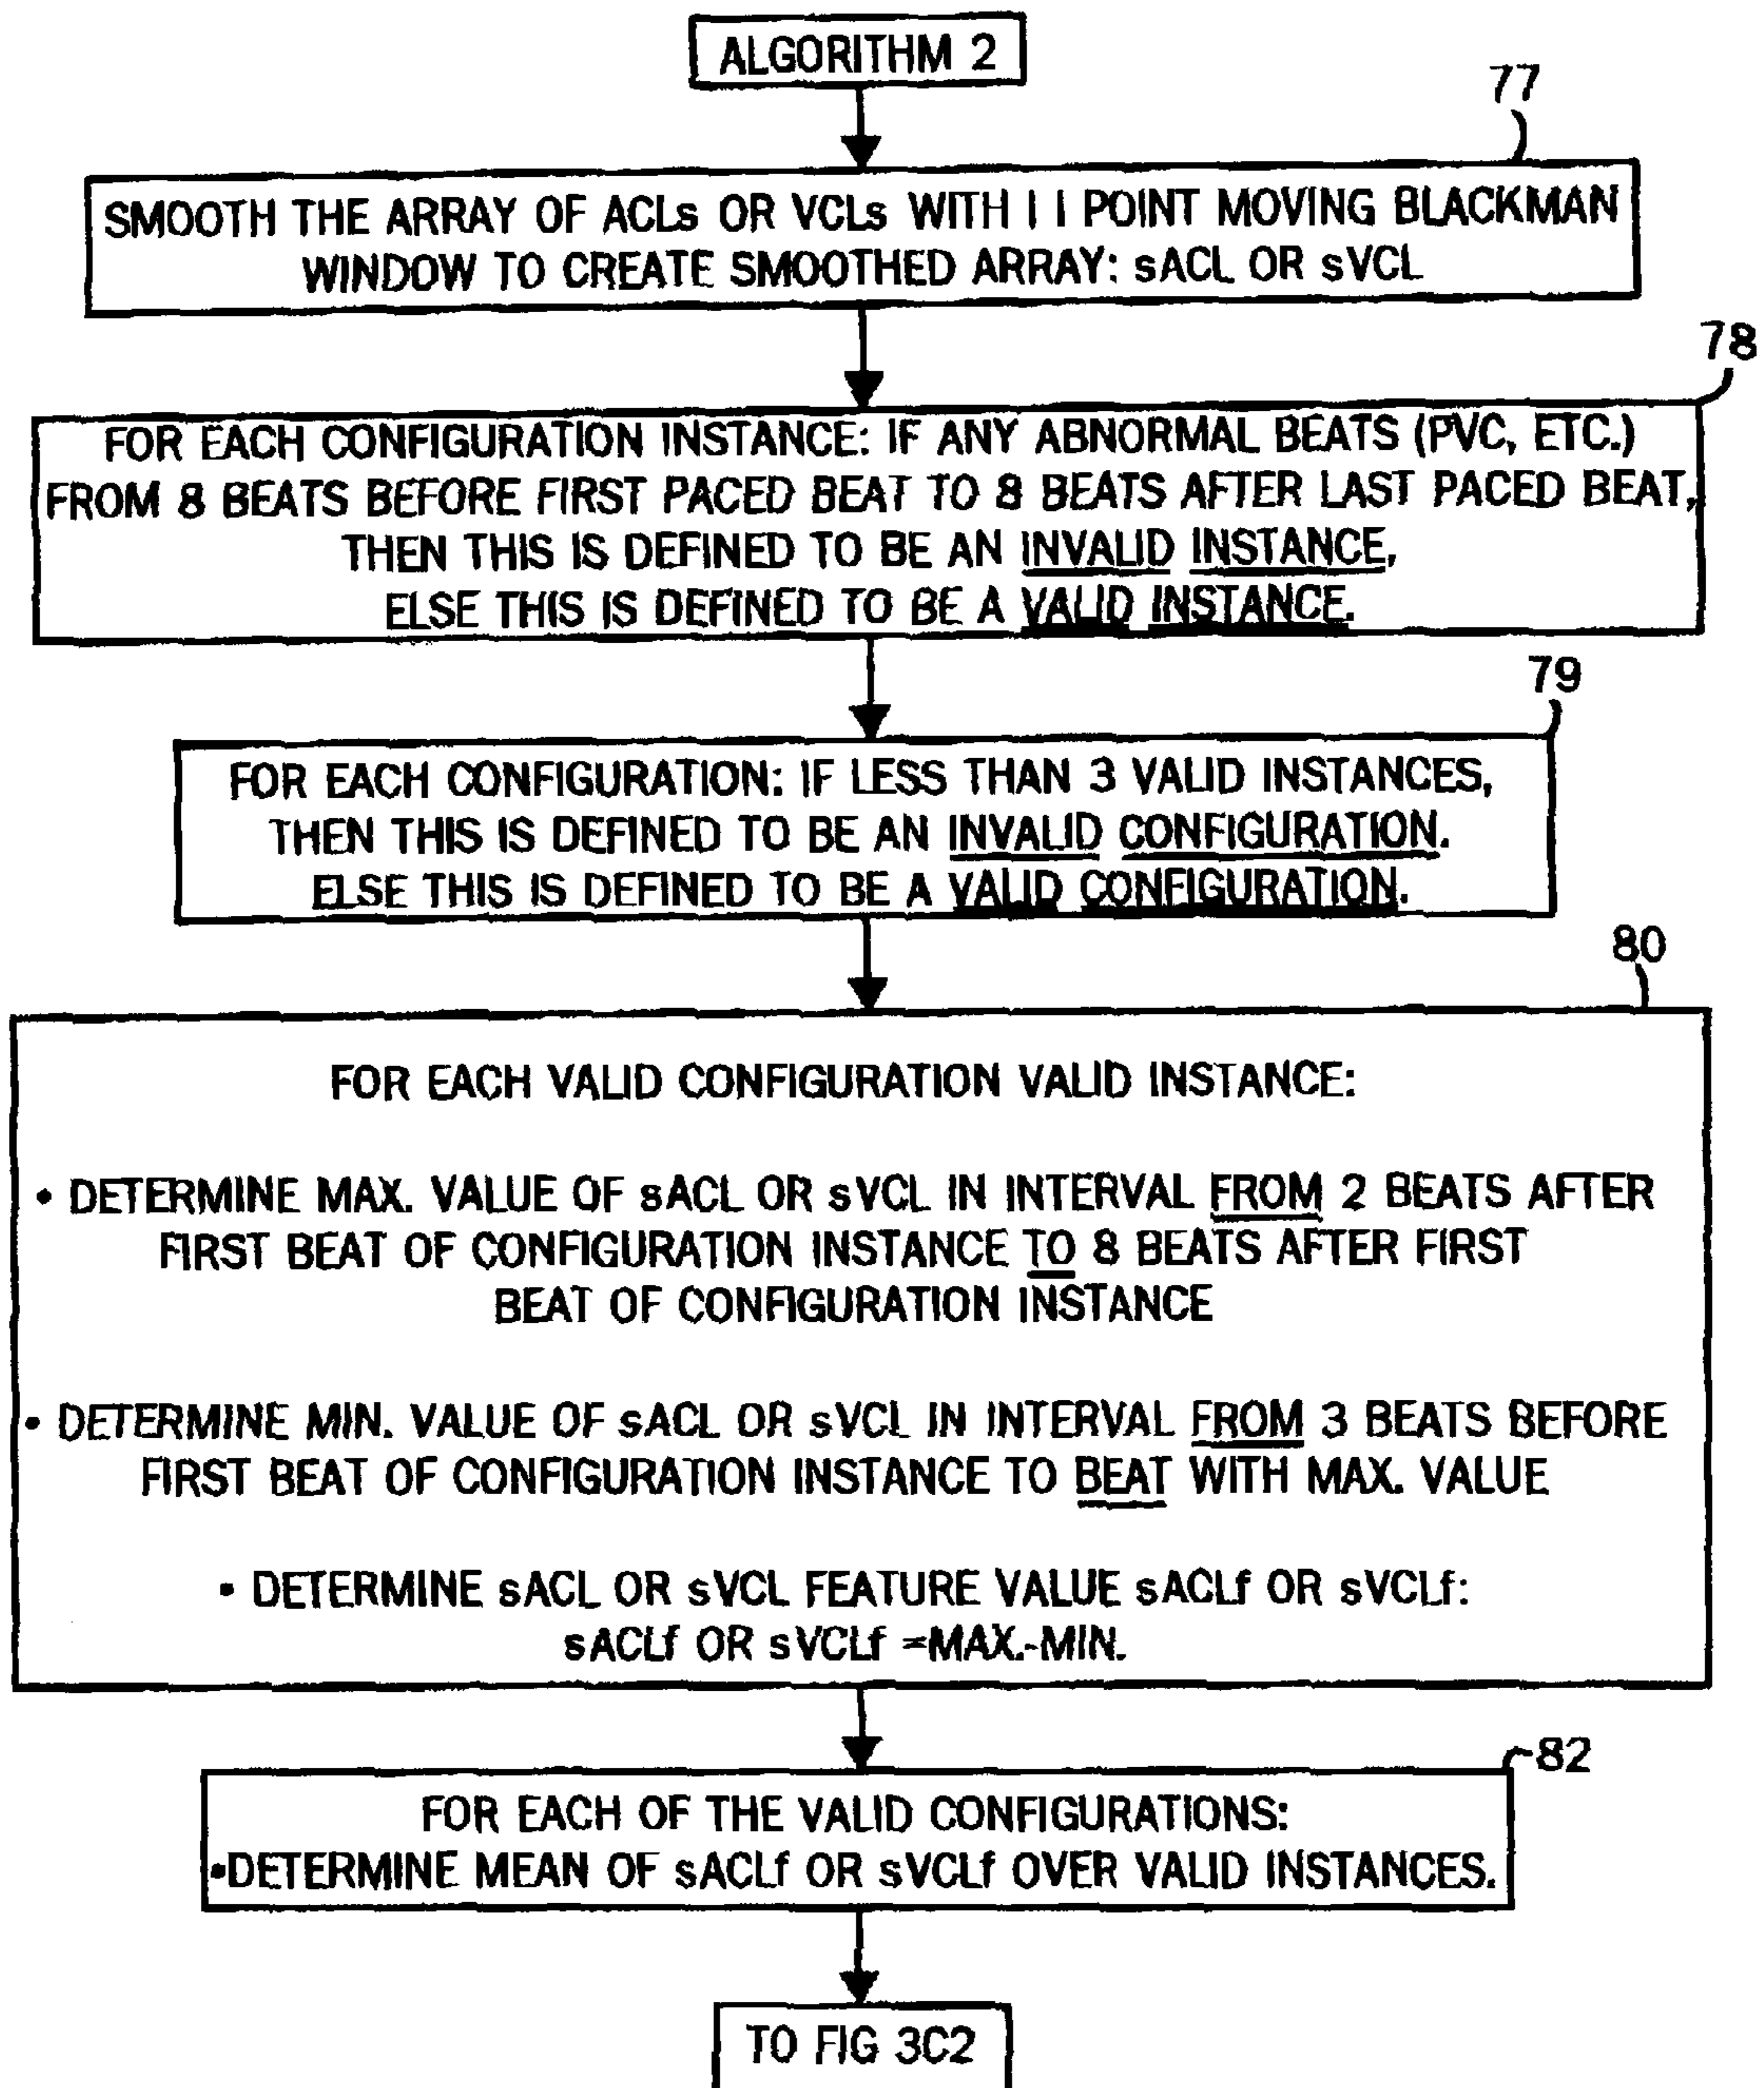 ALGORITHM 2
77
SMOOTH THE ARRAY OF ACLs OR VCLs WITH 11 POINT MOVING BLACKMAN
WINDOW TO CREATE SMOOTHED ARRAY: sACL OR sVCL
78
FOR EACH CONFIGURATION INSTANCE: IF ANY ABNORMAL BEATS (PVC, ETC.)
FROM 8 BEATS BEFORE FIRST PACED BEAT TO 8 BEATS AFTER LAST PACED BEAT,
THEN THIS IS DEFINED TO BE AN INVALID INSTANCE,
ELSE THIS IS DEFINED TO BE A VALID INSTANCE.
79
FOR EACH CONFIGURATION: IF LESS THAN 3 VALID INSTANCES,
THEN THIS IS DEFINED TO BE AN INVALID CONFIGURATION.
ELSE THIS IS DEFINED TO BE A VALID CONFIGURATION.
80
FOR EACH VALID CONFIGURATION VALID INSTANCE:
• DETERMINE MAX. VALUE OF sACL OR sVCL IN INTERVAL FROM 2 BEATS AFTER
FIRST BEAT OF CONFIGURATION INSTANCE TO 8 BEATS AFTER FIRST
BEAT OF CONFIGURATION INSTANCE
• DETERMINE MIN. VALUE OF sACL OR sVCL IN INTERVAL FROM 3 BEATS BEFORE
FIRST BEAT OF CONFIGURATION INSTANCE TO BEAT WITH MAX. VALUE
• DETERMINE sACL OR sVCL FEATURE VALUE sACLf OR sVCLf:
sACLf OR sVCLf =MAX.-MIN.
82
FOR EACH OF THE VALID CONFIGURATIONS:
•DETERMINE MEAN OF sACLf OR sVCLf OVER VALID INSTANCES.
TO FIG 3C2